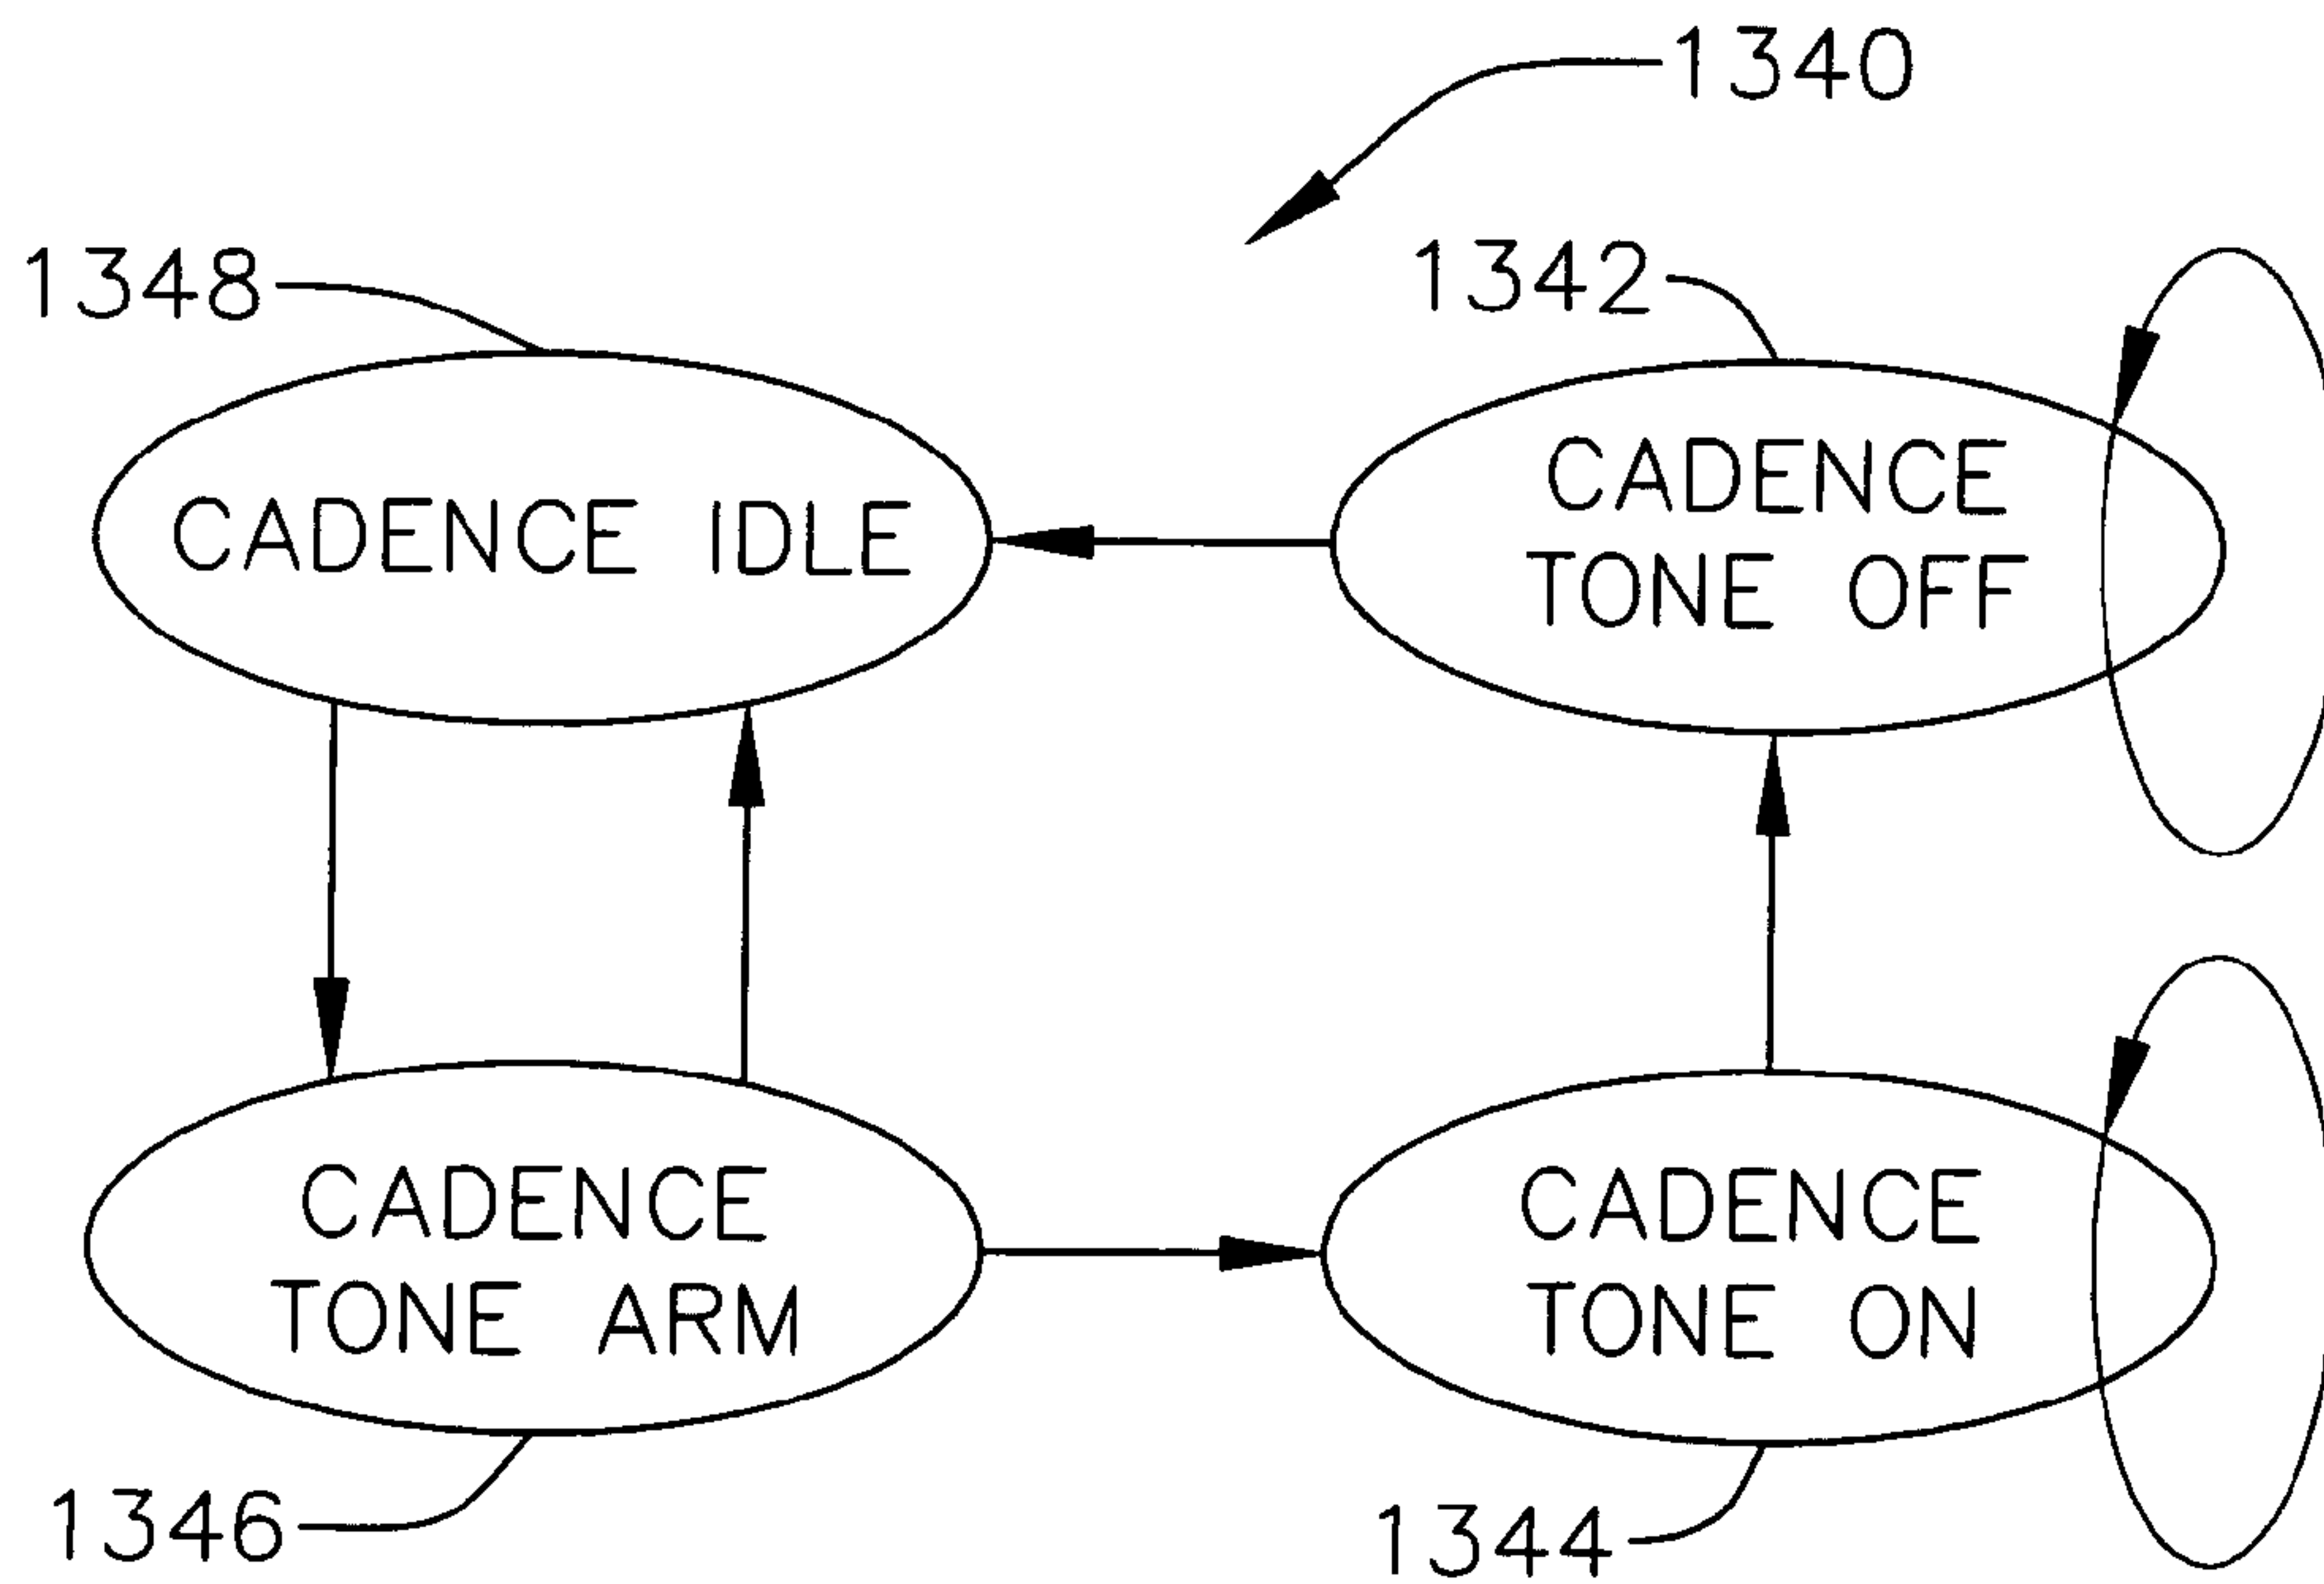 1340
1348
1342
CADENCE IDLE
CADENCE
TONE OFF
CADENCE
TONE ARM
CADENCE
TONE ON
1346
1344